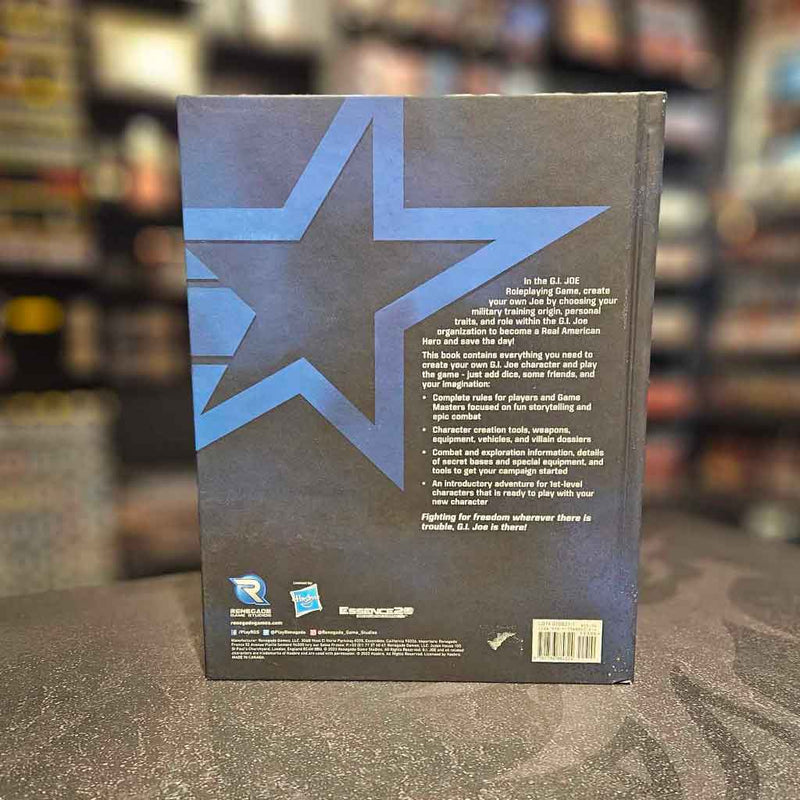 In the G.I. JOE
Roleplaying Game, create
your own Joe by choosing your
military training origin, personal
traits, and role within the G.I. Joe
organization to become a Real American
Hero and save the day!
This book contains everything you need to
create your own G.I. Joe character and play
the game - just add dice, some friends, and
your imagination:
• Complete rules for players and Game
Masters focused on fun storytelling and
epic combat
• Character creation tools, weapons,
equipment, vehicles, and villain dossiers
• Combat and exploration information, details
of secret bases and special equipment, and
tools to get your campaign started
• An introductory adventure for 1st-level
characters that is ready to play with your
new character
Fighting for freedom wherever there is
trouble, G.I. Joe is there!
RENEGADE
GAME STUDIOS
renegadegames.com
Licensed By:
Hasbro
ESSENCE20
/PlayRGS @PlayRenegade @Renegade_Game_Studios
MADE IN CANADA.